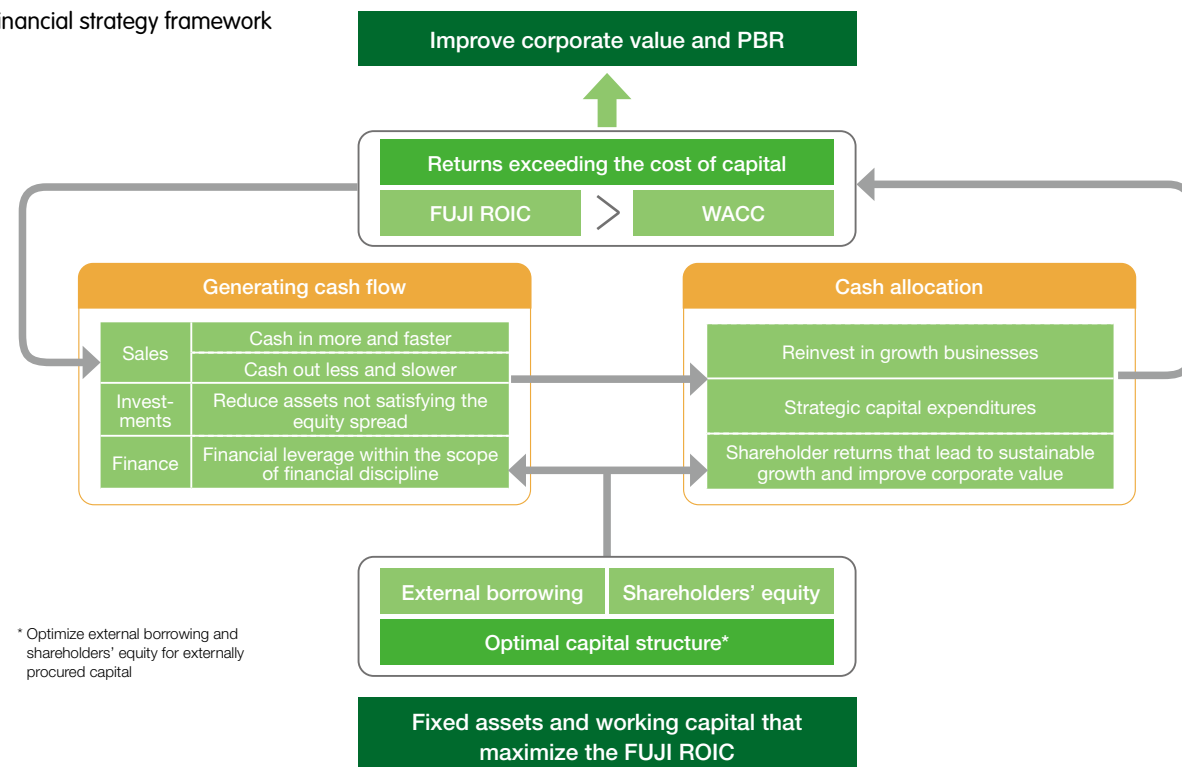 inancial strategy framework
Improve corporate value and PBR
Returns exceeding the cost of capital
FUJI ROIC
>
WACC
Generating cash flow
Sales
Cash in more and faster
Cash out less and slower
Invest-
ments
Reduce assets not satisfying the
equity spread
Finance
Financial leverage within the scope
of financial discipline
Cash allocation
Reinvest in growth businesses
Strategic capital expenditures
Shareholder returns that lead to sustainable
growth and improve corporate value
External borrowing
Shareholders’ equity
Optimal capital structure*
* Optimize external borrowing and
shareholders’ equity for externally
procured capital
Fixed assets and working capital that
maximize the FUJI ROIC